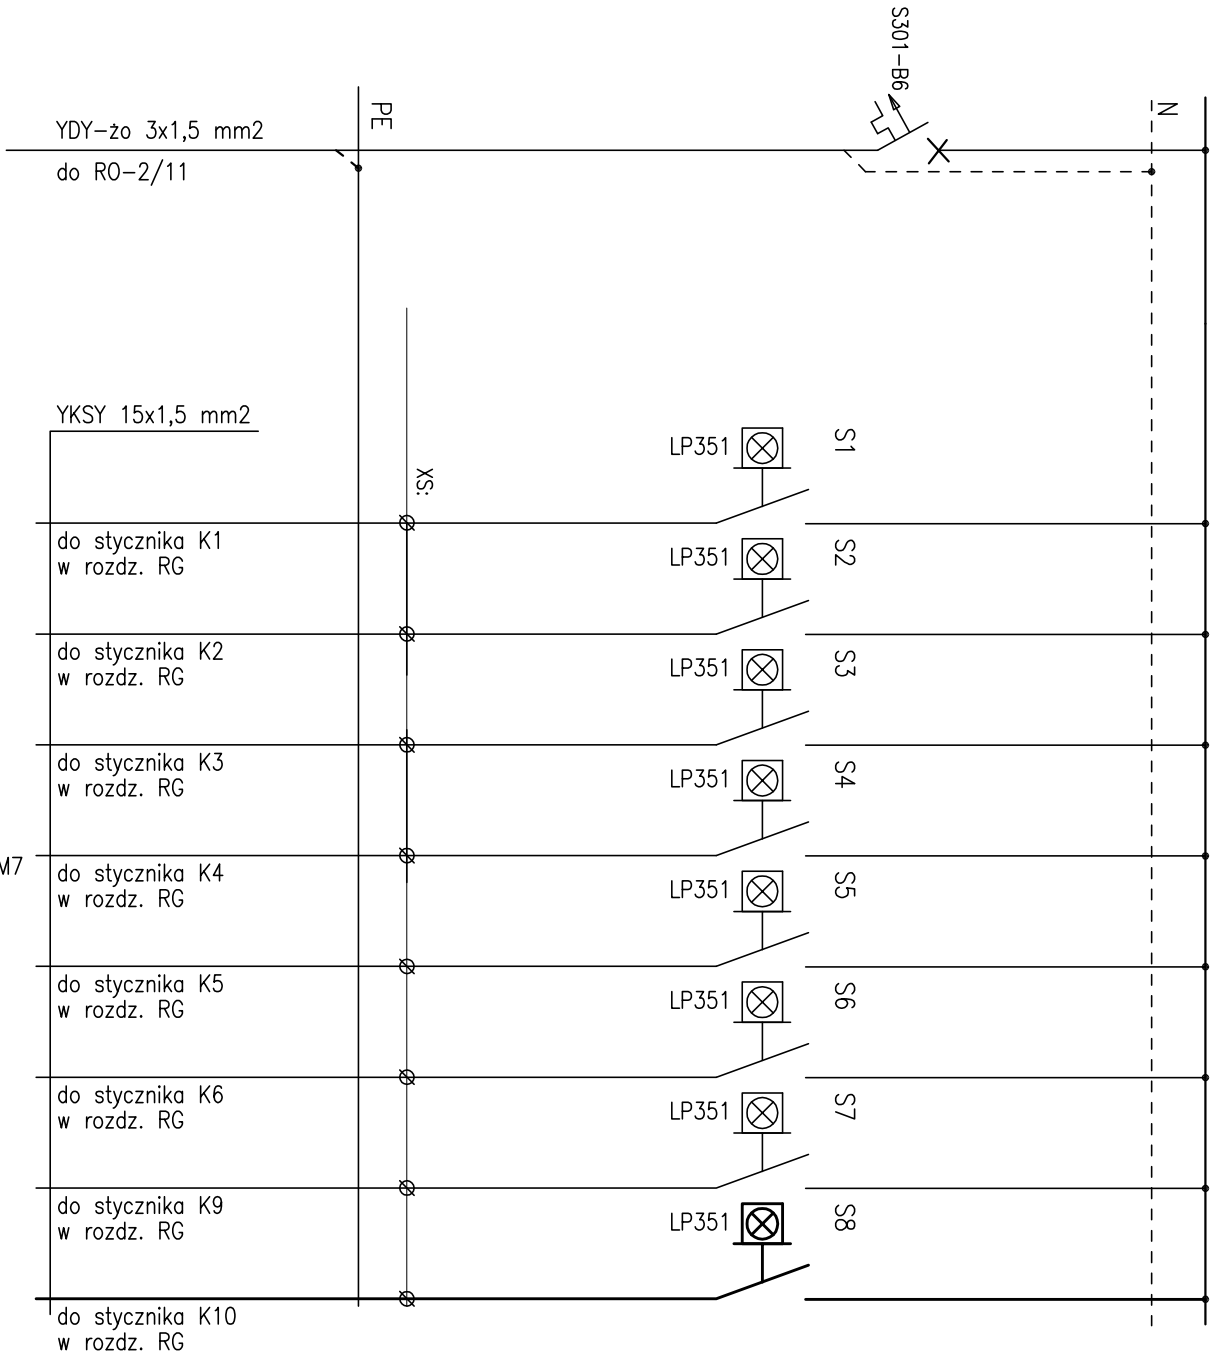 S301-B6
PE
N
YDY-żo 3x1,5 mm2
do RO-2/11
YKSY 15x1,5 mm2
XS:
LP351
S1
do stycznika K1
w rozdz. RG
LP351
S2
do stycznika K2
w rozdz. RG
LP351
S3
do stycznika K3
w rozdz. RG
LP351
S4
M7
do stycznika K4
w rozdz. RG
LP351
S5
do stycznika K5
w rozdz. RG
LP351
S6
do stycznika K6
w rozdz. RG
LP351
S7
do stycznika K9
w rozdz. RG
LP351
S8
do stycznika K10
w rozdz. RG